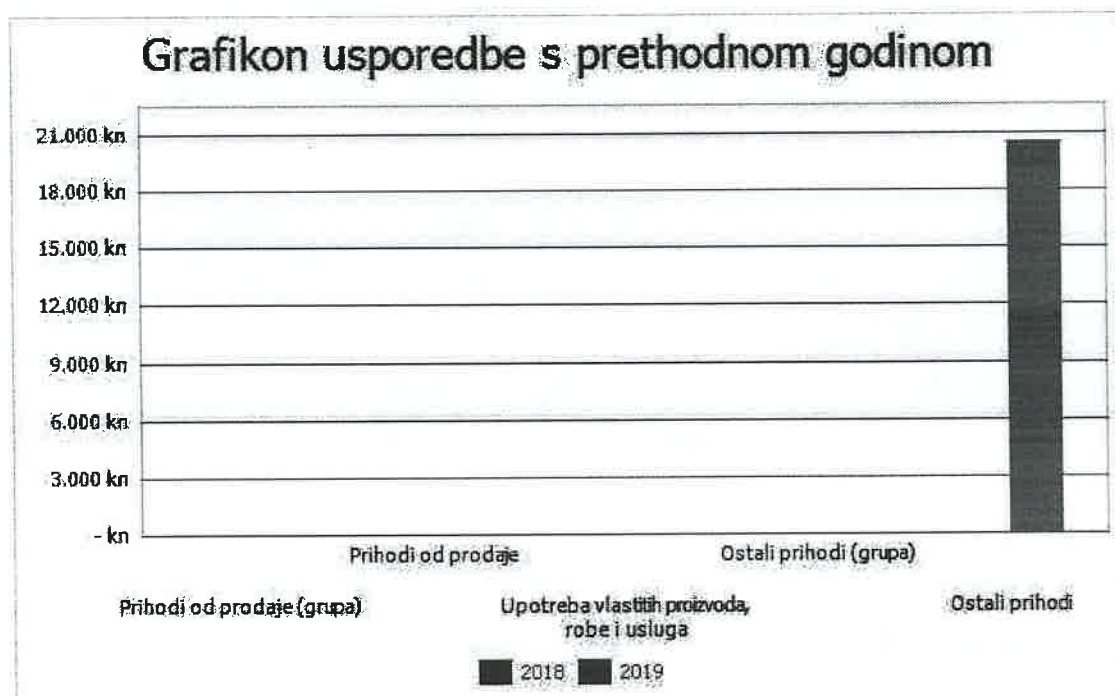 Grafikon usporedbe s prethodnom godinom
21.000 kn
18.000 kn
15.000 kn
12.000 kn
9.000 kn
6.000 kn
3.000 kn
- kn
Prihodi od prodaje
Ostali prihodi (grupa)
Prihodi od prodaje (grupa)
Upotreba vlastitih proizvoda,
robe i usluga
Ostali prihodi
2018 2019